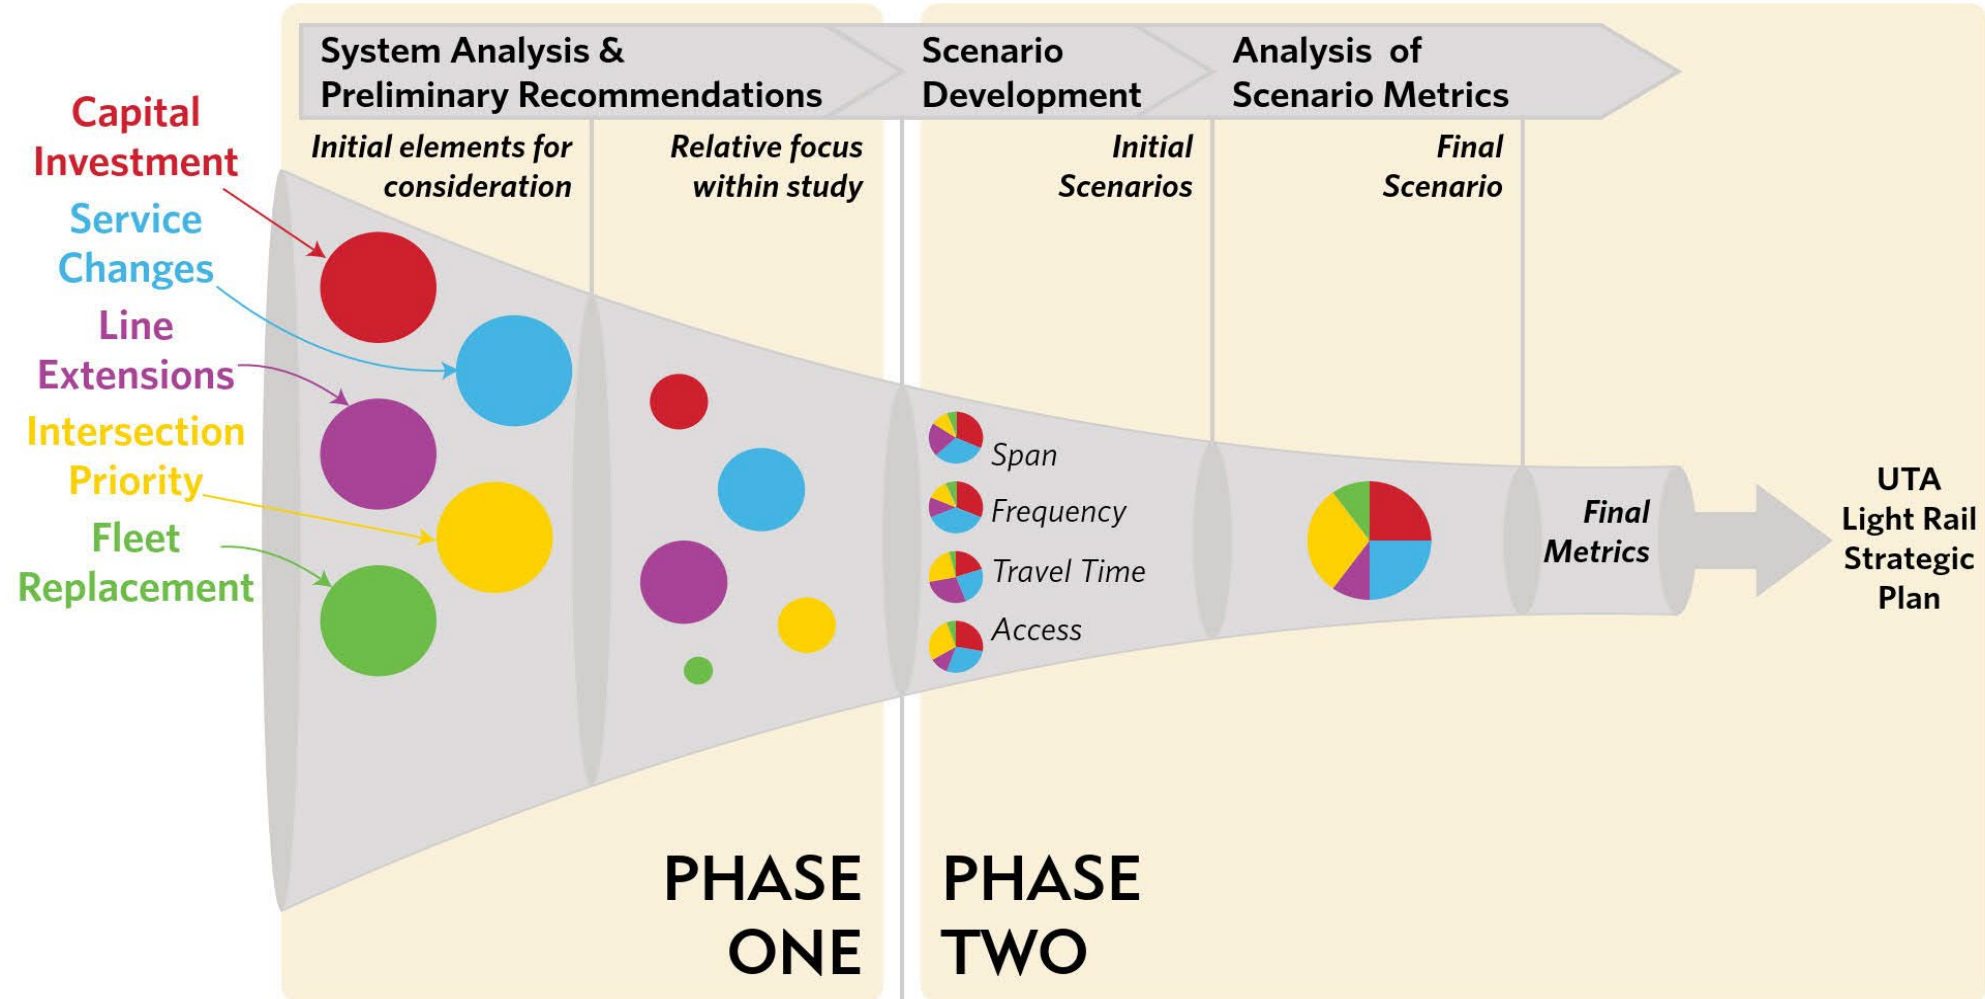 System Analysis &
Preliminary Recommendations
Scenario
Development
Analysis of
Scenario Metrics
Initial elements for
consideration
Relative focus
within study
Initial
Scenarios
Final
Scenario
Capital
Investment
Service
Changes
Line
Extensions
Intersection
Priority
Fleet
Replacement
Span
Frequency
Travel Time
Access
Final
Metrics
UTA
Light Rail
Strategic
Plan
PHASE
ONE
PHASE
TWO